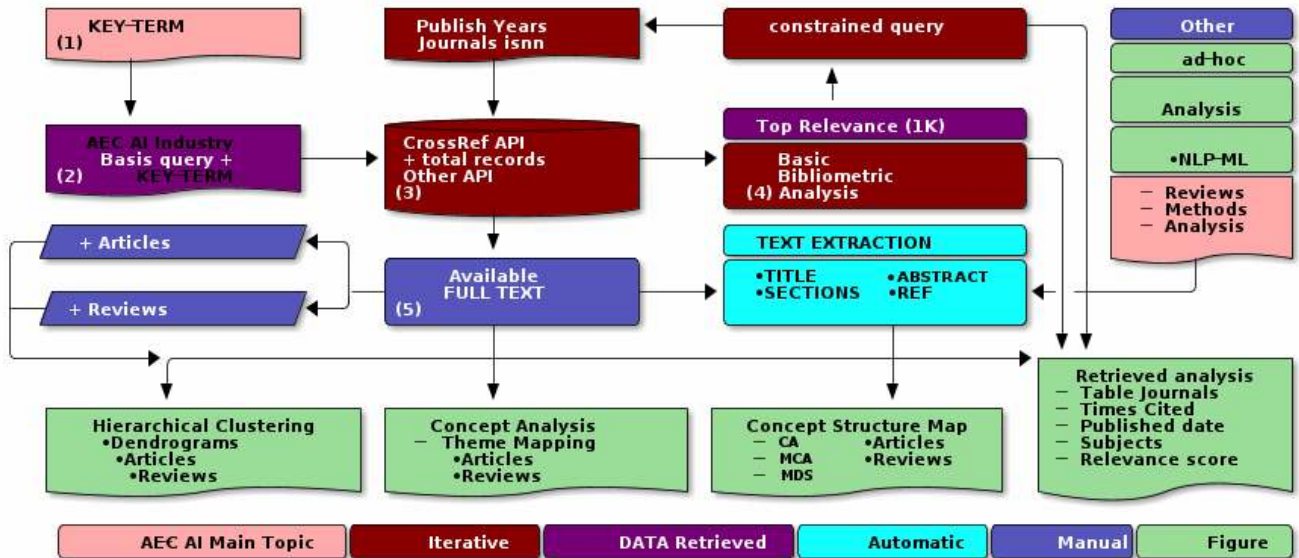 KEY-TERM
(1)
Publish Years
Journals isnn
constrained query
Other
ad-hoc
Analysis
•NLP-ML
— Reviews
— Methods
— Analysis
AEC AI Industry
Basis query +
(2) KEY-TERM
CrossRef API
+ total records
Other API
(3)
Top Relevance (1K)
Basic
Bibliometric
(4) Analysis
+ Articles
+ Reviews
Available
FULL TEXT
(5)
TEXT EXTRACTION
•TITLE •ABSTRACT
•SECTIONS •REF
Hierarchical Clustering
•Dendrograms
•Articles
•Reviews
Concept Analysis
— Theme Mapping
•Articles
•Reviews
Concept Structure Map
— CA •Articles
— MCA •Reviews
— MDS
Retrieved analysis
— Table Journals
— Times Cited
— Published date
— Subjects
— Relevance score
AEC AI Main Topic
Iterative
DATA Retrieved
Automatic
Manual
Figure